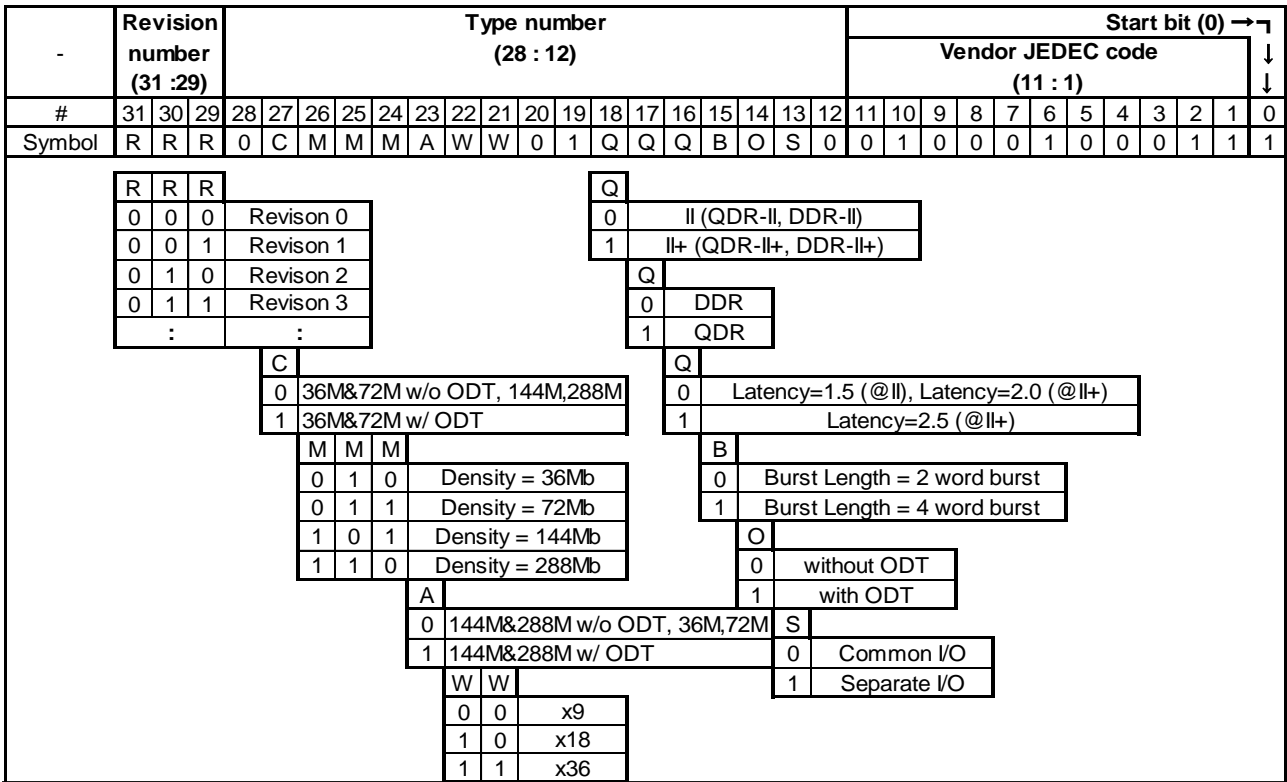 - Revision number (31 :29) Type number (28 : 12) Start bit (0) →┐ ↓ ↓
Vendor JEDEC code (11 : 1)
# 31 30 29 28 27 26 25 24 23 22 21 20 19 18 17 16 15 14 13 12 11 10 9 8 7 6 5 4 3 2 1 0
Symbol R R R 0 C M M M A W W 0 1 Q Q Q B O S 0 0 1 0 0 0 1 0 0 0 1 1 1
R R R Q
0 0 0 Revison 0 0 II (QDR-II, DDR-II)
0 0 1 Revison 1 1 II+ (QDR-II+, DDR-II+)
0 1 0 Revison 2 Q
0 1 1 Revison 3 0 DDR
: : 1 QDR
C Q
0 36M&72M w/o ODT, 144M,288M 0 Latency=1.5 (@II), Latency=2.0 (@II+)
1 36M&72M w/ ODT 1 Latency=2.5 (@II+)
M M M B
0 1 0 Density = 36Mb 0 Burst Length = 2 word burst
0 1 1 Density = 72Mb 1 Burst Length = 4 word burst
1 0 1 Density = 144Mb O
1 1 0 Density = 288Mb 0 without ODT
A 1 with ODT
0 144M&288M w/o ODT, 36M,72M S
1 144M&288M w/ ODT 0 Common I/O
W W 1 Separate I/O
0 0 x9
1 0 x18
1 1 x36